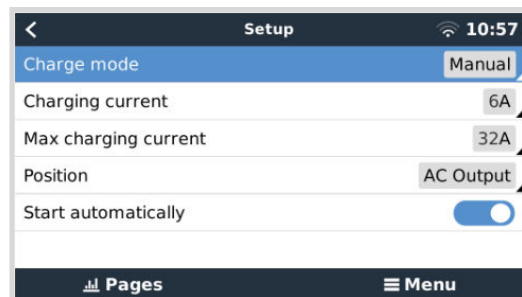 Setup 10:57
Charge mode Manual
Charging current 6A
Max charging current 32A
Position AC Output
Start automatically
Pages Menu